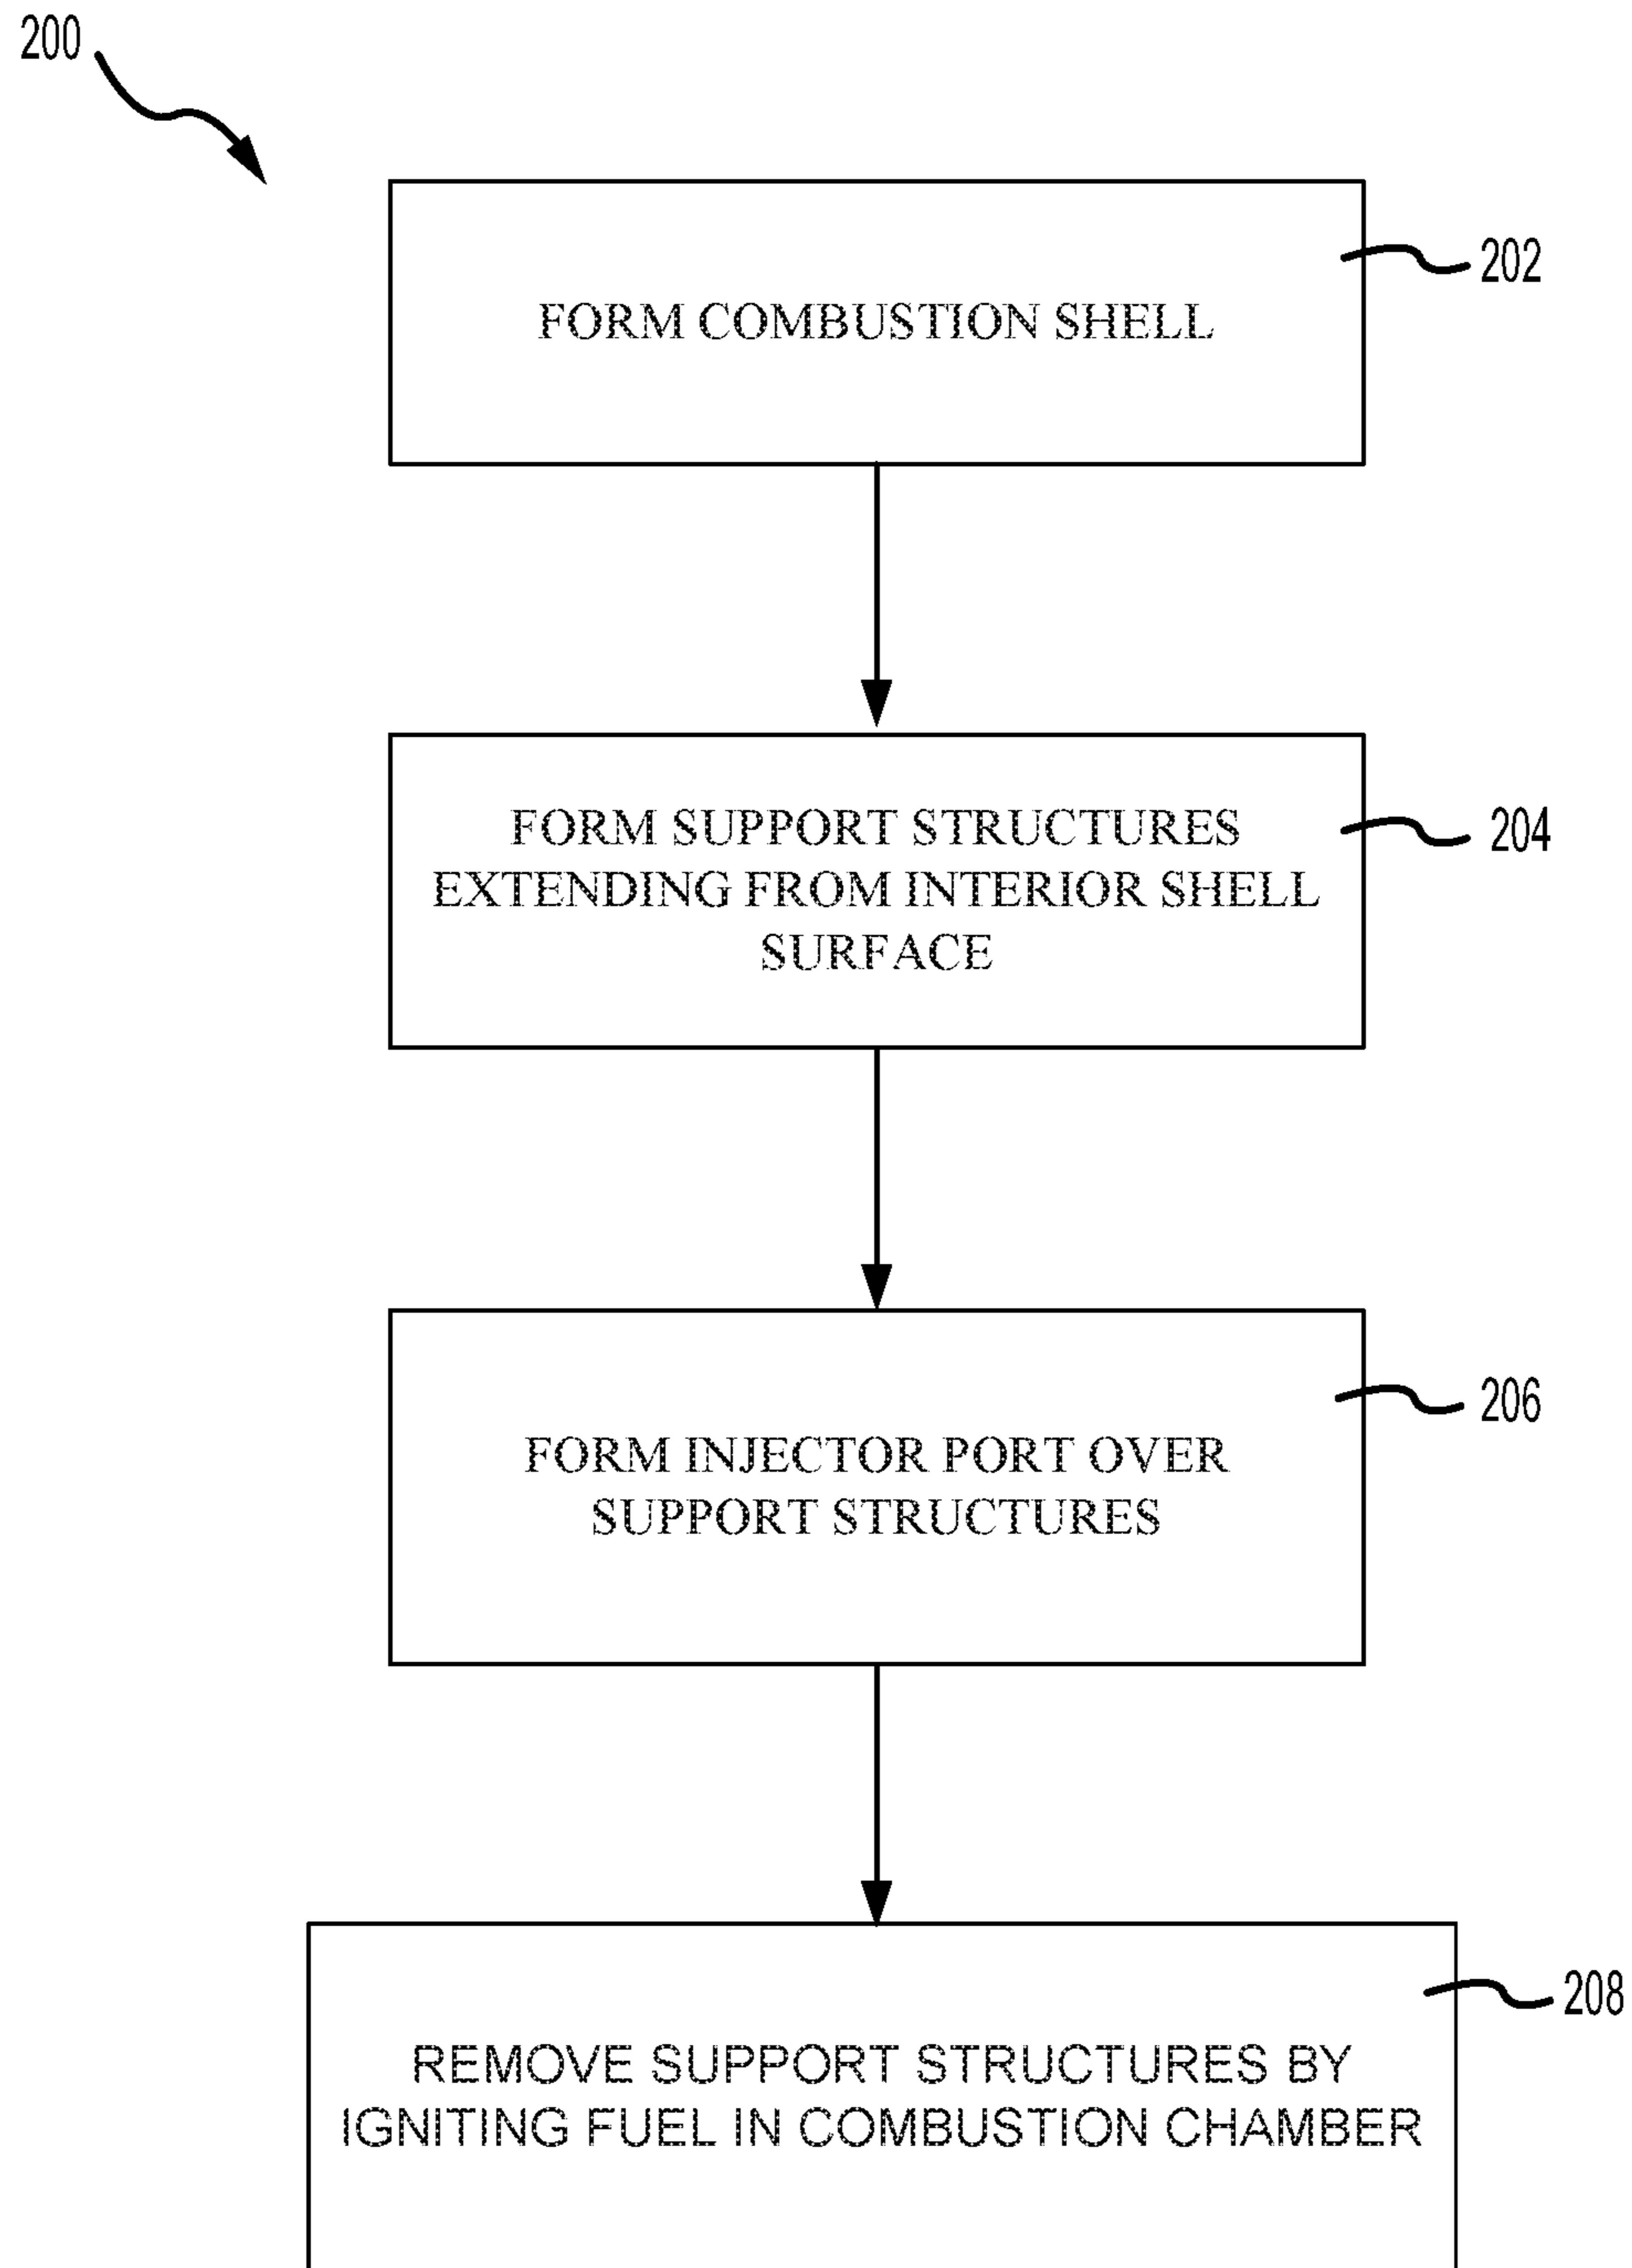 200
202
FORM COMBUSTION SHELL
204
FORM SUPPORT STRUCTURES
EXTENDING FROM INTERIOR SHELL
SURFACE
206
FORM INJECTOR PORT OVER
SUPPORT STRUCTURES
208
REMOVE SUPPORT STRUCTURES BY
IGNITING FUEL IN COMBUSTION CHAMBER